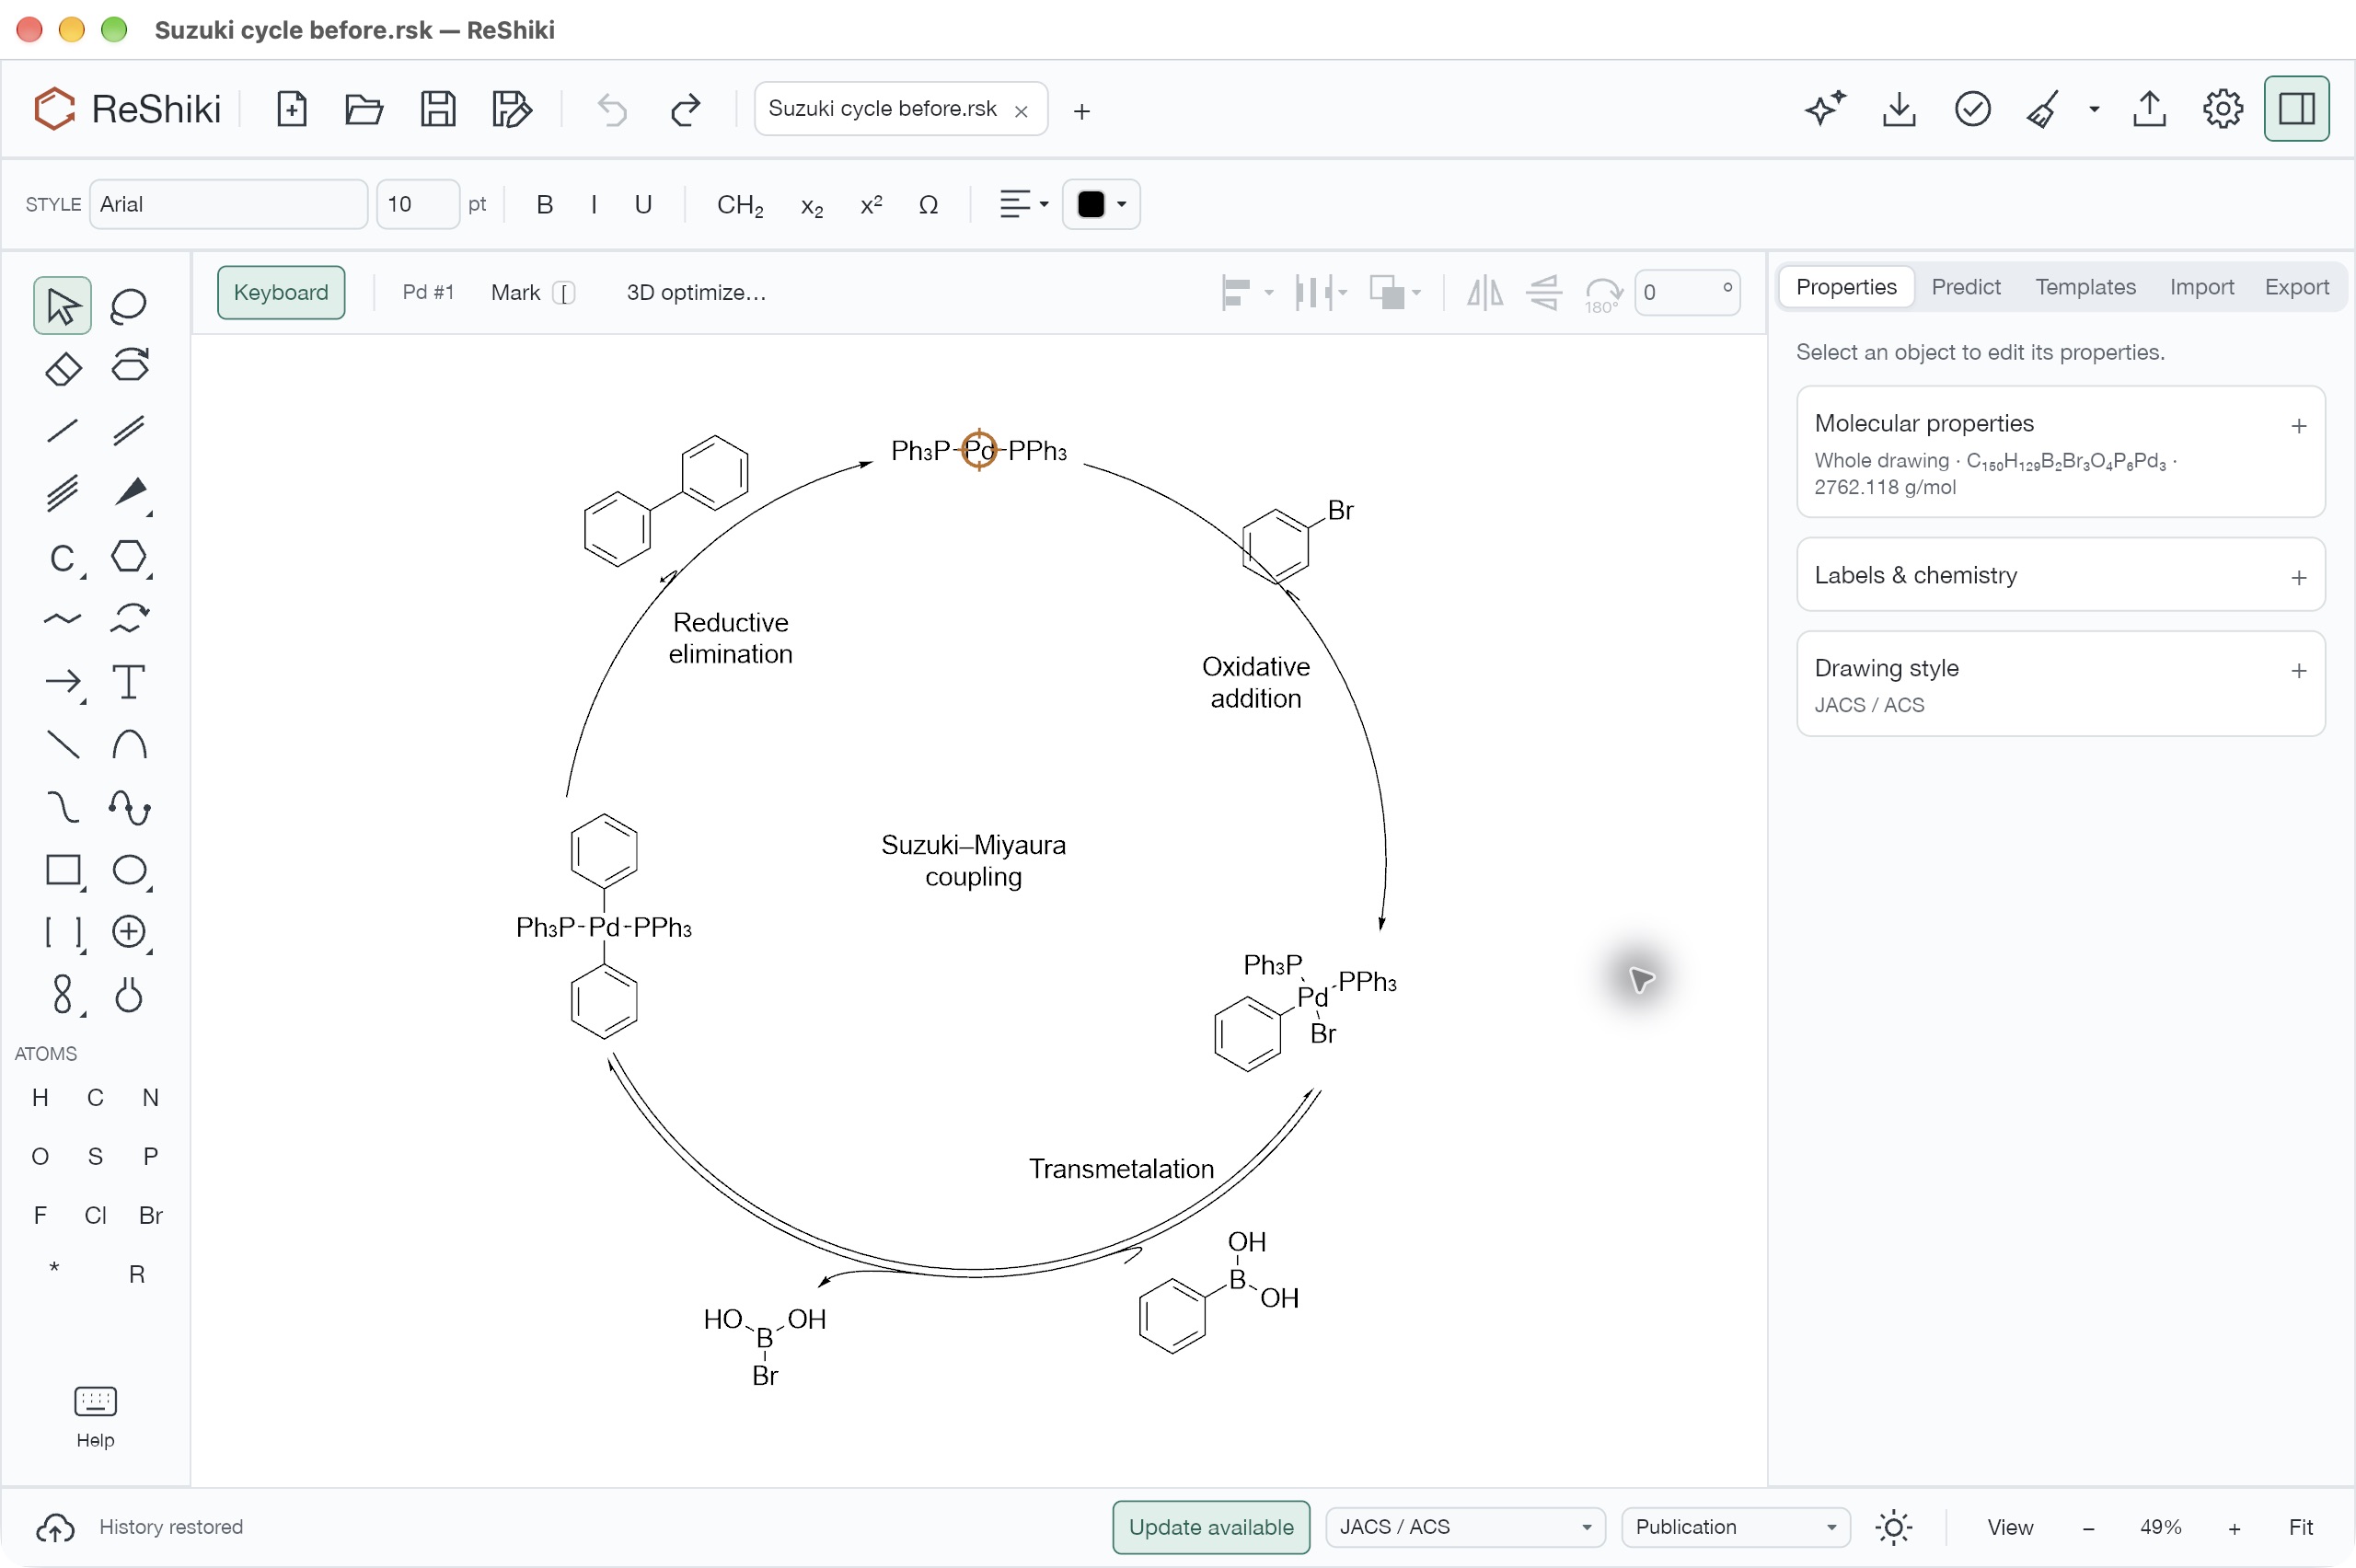 Suzuki cycle before.rsk — ReShiki
ReShiki
Suzuki cycle before.rsk ×
+
STYLE Arial 10 pt B I U CH₂ x₂ x² Ω
Keyboard Pd #1 Mark [ 3D optimize… 180° 0 °
Properties Predict Templates Import Export
Select an object to edit its properties.
Molecular properties +
Whole drawing · C₁₅₀H₁₂₉B₂Br₃O₄P₆Pd₃ ·
2762.118 g/mol
Labels & chemistry +
Drawing style +
JACS / ACS
C
T
[ ]
ATOMS
H C N
O S P
F Cl Br
* R
Help
Ph₃P-Pd-PPh₃
Br
Reductive
elimination
Oxidative
addition
Suzuki–Miyaura
coupling
Ph₃P-Pd-PPh₃
Ph₃P
PPh₃
Pd
Br
Transmetalation
OH
B
OH
HO OH
B
Br
History restored
Update available JACS / ACS Publication View – 49% + Fit